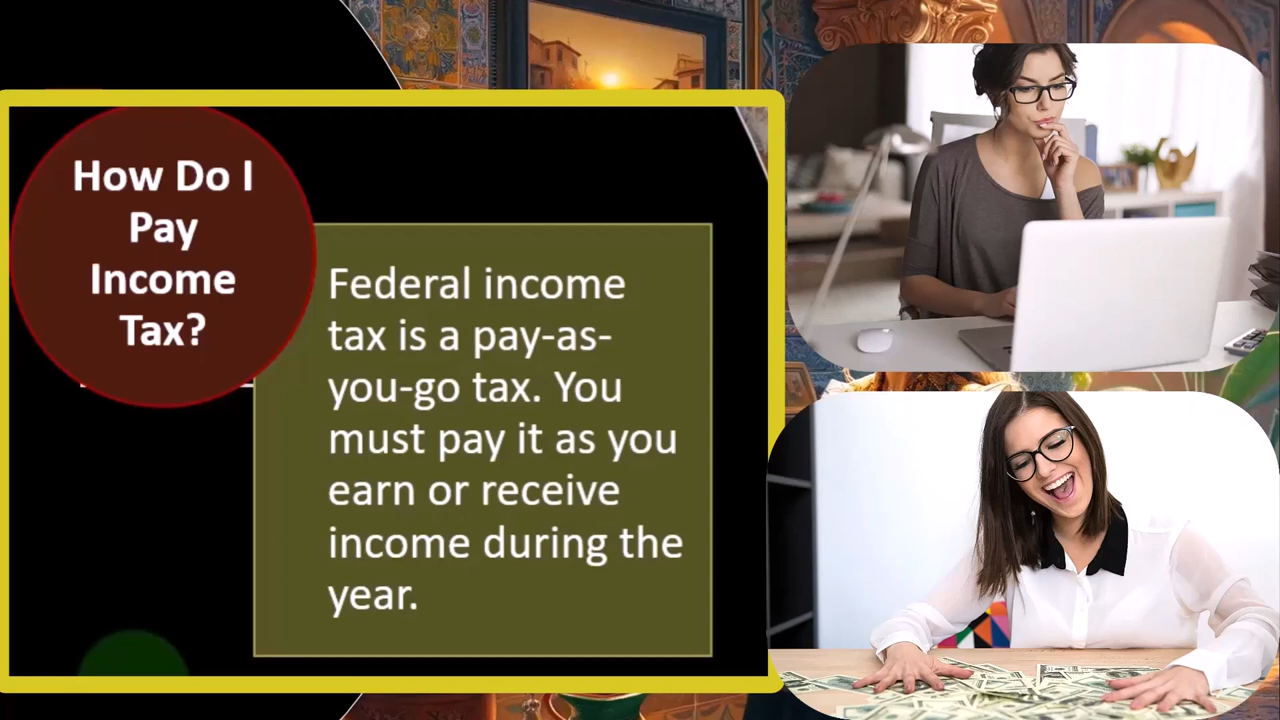 How Do I
Pay
Income
Tax?
Federal income
tax is a pay-as-
you-go tax. You
must pay it as you
earn or receive
income during the
year.